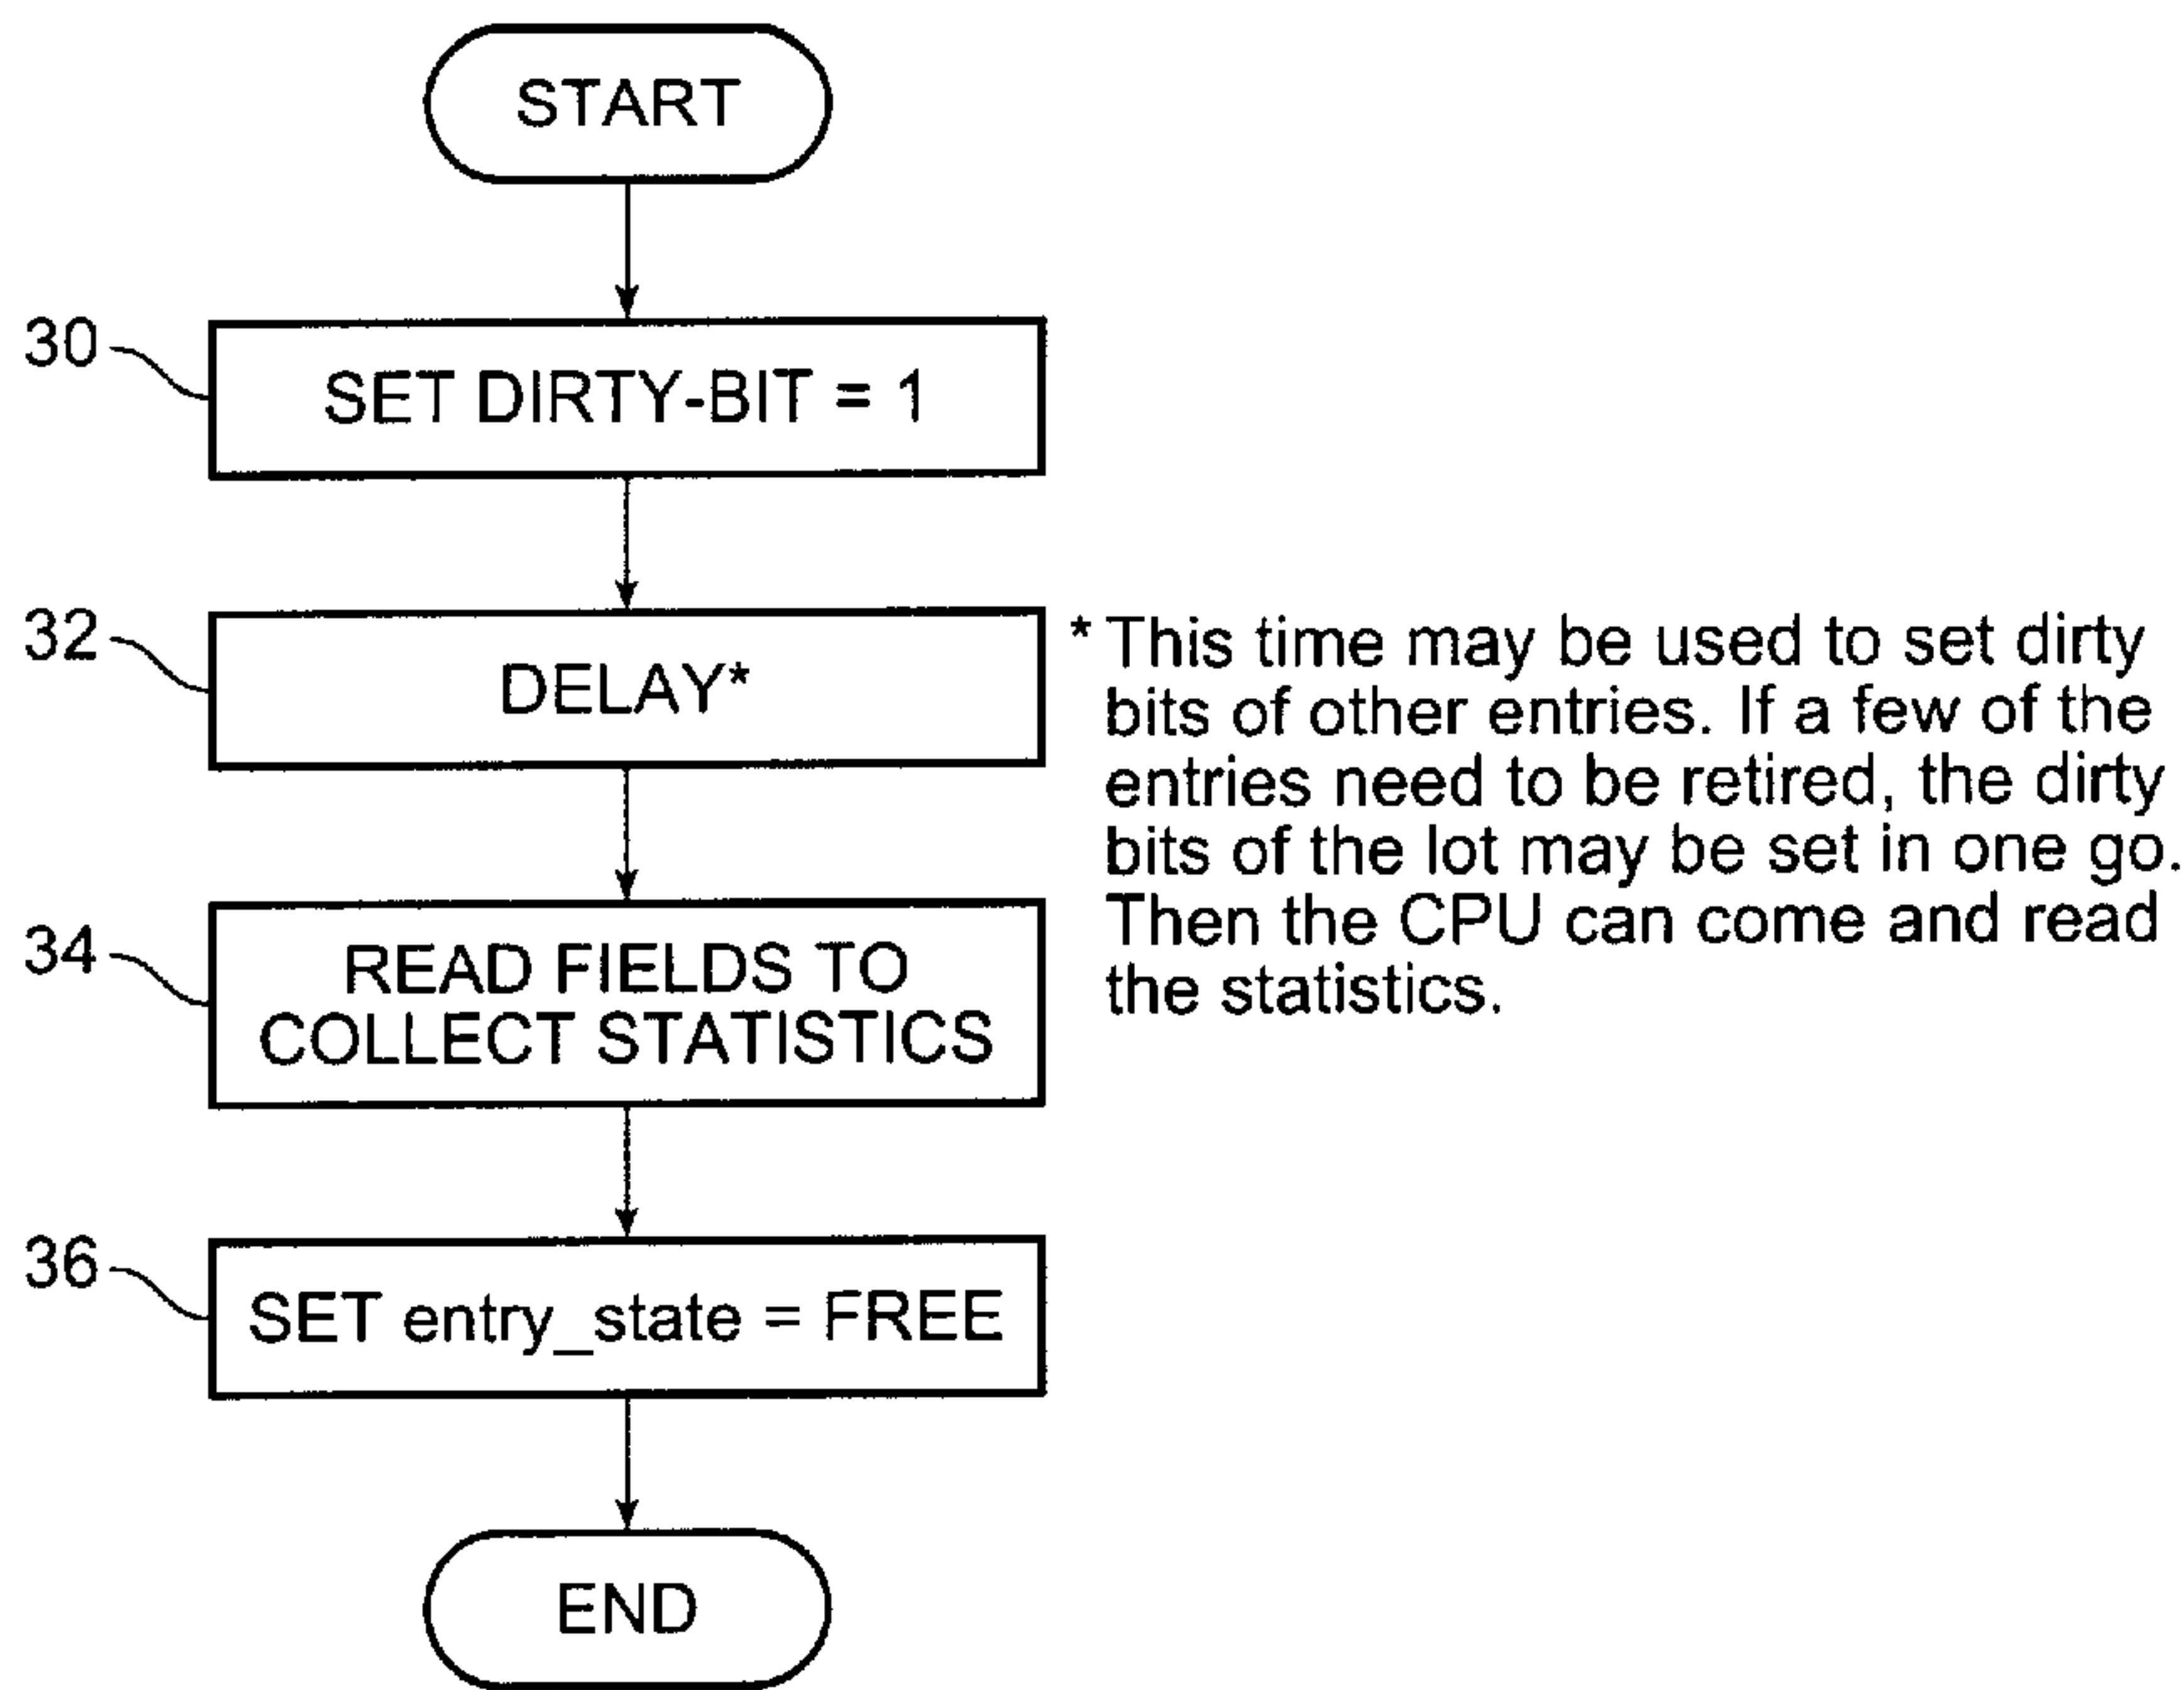 START
30
SET DIRTY-BIT = 1
32
DELAY*
* This time may be used to set dirty
bits of other entries. If a few of the
entries need to be retired, the dirty
bits of the lot may be set in one go.
Then the CPU can come and read
the statistics.
34
READ FIELDS TO
COLLECT STATISTICS
36
SET entry_state = FREE
END